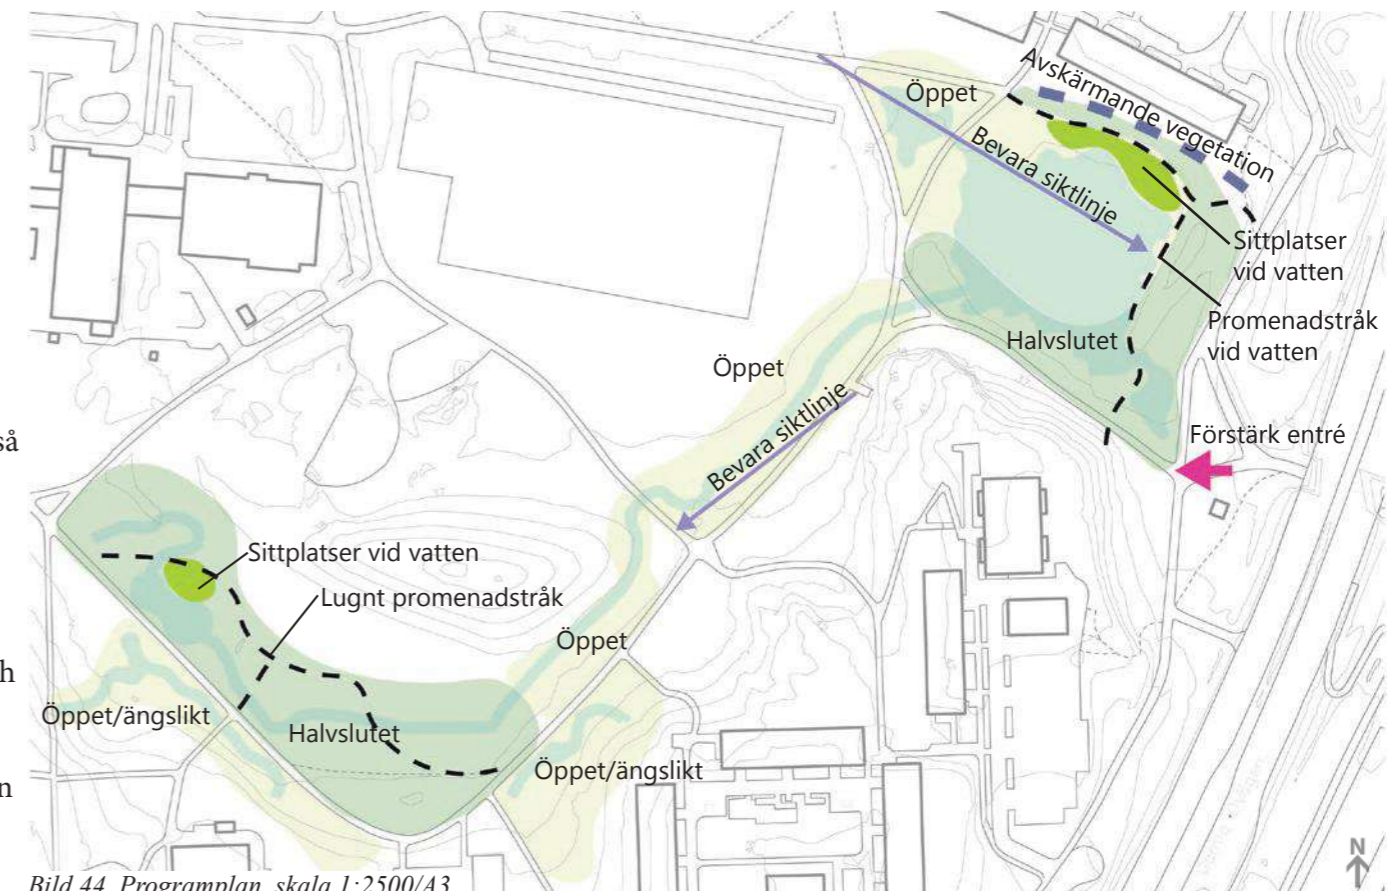 Öppet
Avskärmande vegetation
Bevara siktlinje
Sittplatser
vid vatten
Promenadstråk
vid vatten
Halvslutet
Öppet
Bevara siktlinje
Förstärk entré
så
Sittplatser vid vatten
Lugnt promenadstråk
Öppet
h
Öppet/ängslikt
Halvslutet
Öppet/ängslikt
n
N
Bild 44. Programplan, skala 1:2500/A3